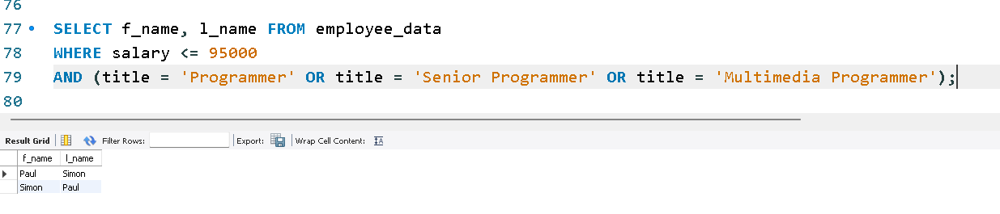 76
77 SELECT f_name, l_name FROM employee_data
78 WHERE salary <= 95000
79 AND (title = 'Programmer' OR title = 'Senior Programmer' OR title = 'Multimedia Programmer');
80
Result Grid Filter Rows: Export: Wrap Cell Content: IA
f_name l_name
Paul Simon
Simon Paul